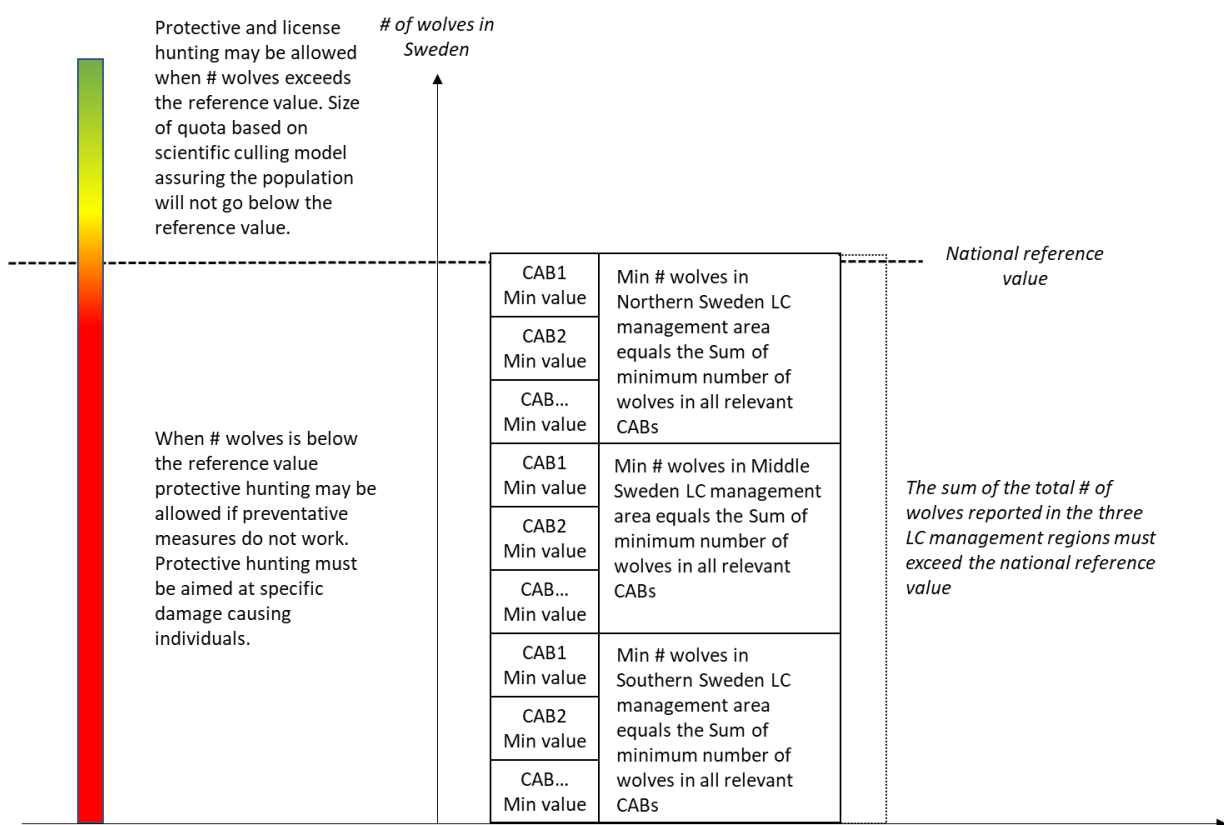 Protective and license
hunting may be allowed
when # wolves exceeds
the reference value. Size
of quota based on
scientific culling model
assuring the population
will not go below the
reference value.
# of wolves in
Sweden
National reference
value
CAB1
Min value
CAB2
Min value
CAB...
Min value
Min # wolves in
Northern Sweden LC
management area
equals the Sum of
minimum number of
wolves in all relevant
CABs
When # wolves is below
the reference value
protective hunting may be
allowed if preventative
measures do not work.
Protective hunting must
be aimed at specific
damage causing
individuals.
CAB1
Min value
CAB2
Min value
CAB...
Min value
Min # wolves in Middle
Sweden LC management
area equals the Sum of
minimum number of
wolves in all relevant
CABs
The sum of the total # of
wolves reported in the three
LC management regions must
exceed the national reference
value
CAB1
Min value
CAB2
Min value
CAB...
Min value
Min # wolves in
Southern Sweden LC
management area
equals the Sum of
minimum number of
wolves in all relevant
CABs